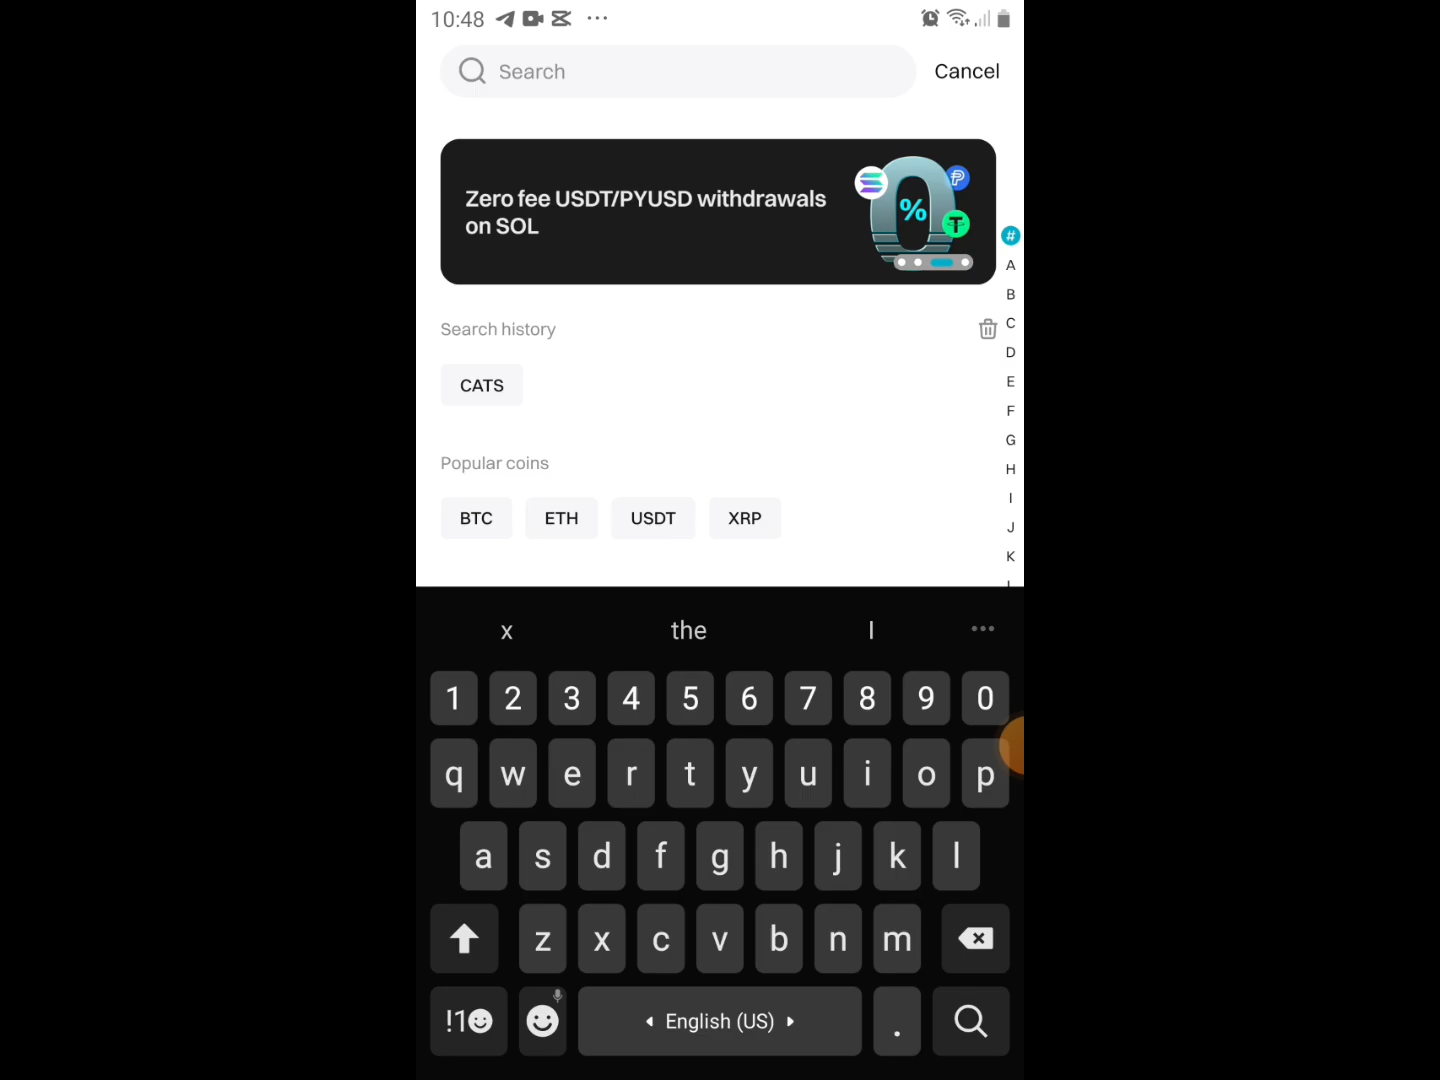 10:48
Search
Cancel
Zero fee USDT/PYUSD withdrawals
on SOL
%
#
A
B
Search history
C
D
CATS
E
F
G
Popular coins
H
I
BTC
ETH
USDT
XRP
J
K
x
the
I
1 2 3 4 5 6 7 8 9 0
q w e r t y u i o p
a s d f g h j k l
z x c v b n m
!1
English (US)
.